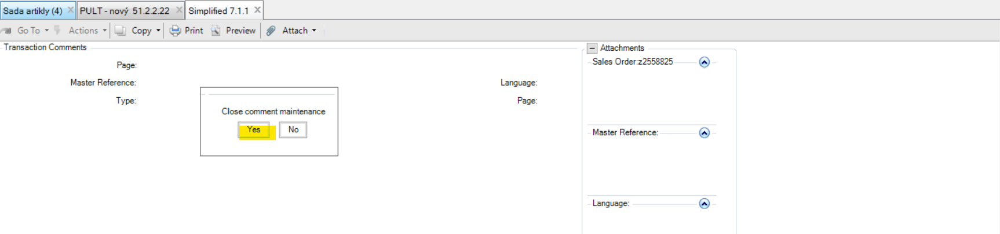 Sada artikly (4) PULT - nový 51.2.2.22 Simplified 7.1.1
Go To Actions Copy Print Preview Attach
Transaction Comments
Page:
Master Reference:
Type:
Language:
Page:
Close comment maintenance
Yes No
Attachments
Sales Order:z2558825
Master Reference:
Language: